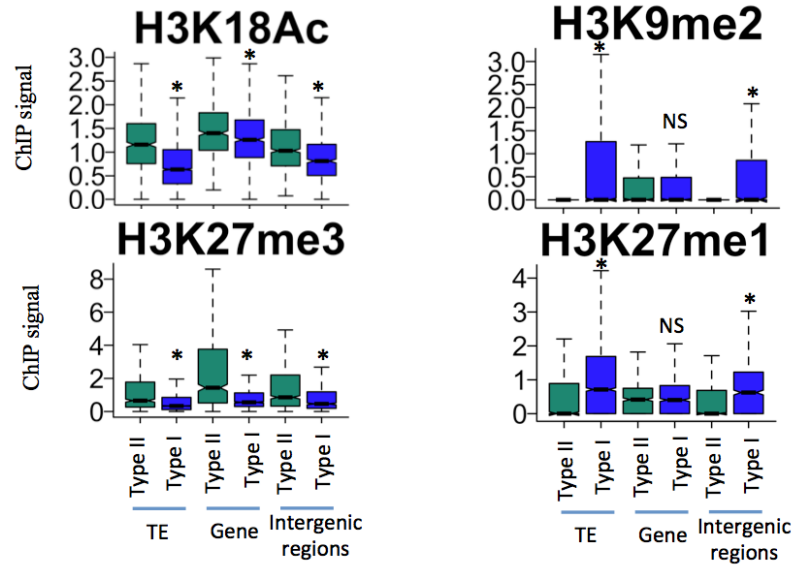 H3K18Ac
ChIP signal
3.0
2.5
2.0
1.5
1.0
0.5
0.0
*
*
*
H3K9me2
3.0
2.5
2.0
1.5
1.0
0.5
0.0
*
NS
*
H3K27me3
ChIP signal
8
6
4
2
0
*
*
*
Type II
Type I
Type II
Type I
Type II
Type I
TE
Gene
Intergenic
regions
H3K27me1
4
3
2
1
0
*
NS
*
Type II
Type I
Type II
Type I
Type II
Type I
TE
Gene
Intergenic
regions